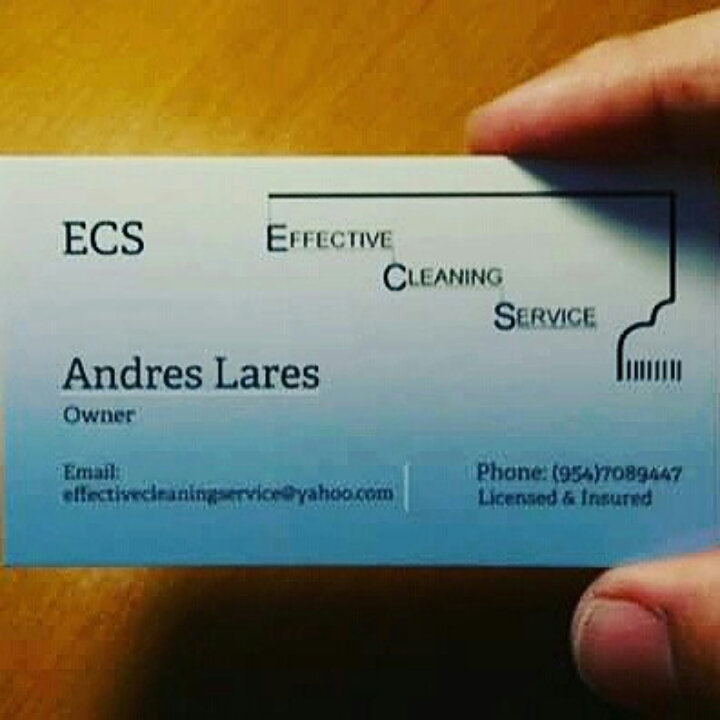 ECS
EFFECTIVE
CLEANING
SERVICE
Andres Lares
Owner
Email:
effectivecleaningservice@yahoo.com
Phone: (954)7089447
Licensed & Insured